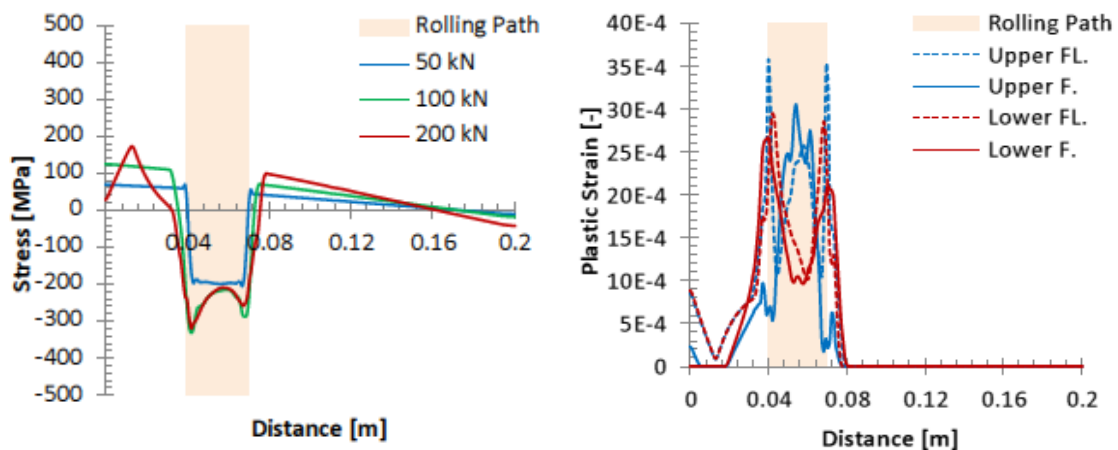 500
400
300
200
100
0
-100
-200
-300
-400
-500
Stress [MPa]
0.04
0.08
0.12
0.16
0.2
Distance [m]
Rolling Path
50 kN
100 kN
200 kN
40E-4
35E-4
30E-4
25E-4
20E-4
15E-4
10E-4
5E-4
0
Plastic Strain [-]
0
0.04
0.08
0.12
0.16
0.2
Distance [m]
Rolling Path
Upper FL.
Upper F.
Lower FL.
Lower F.